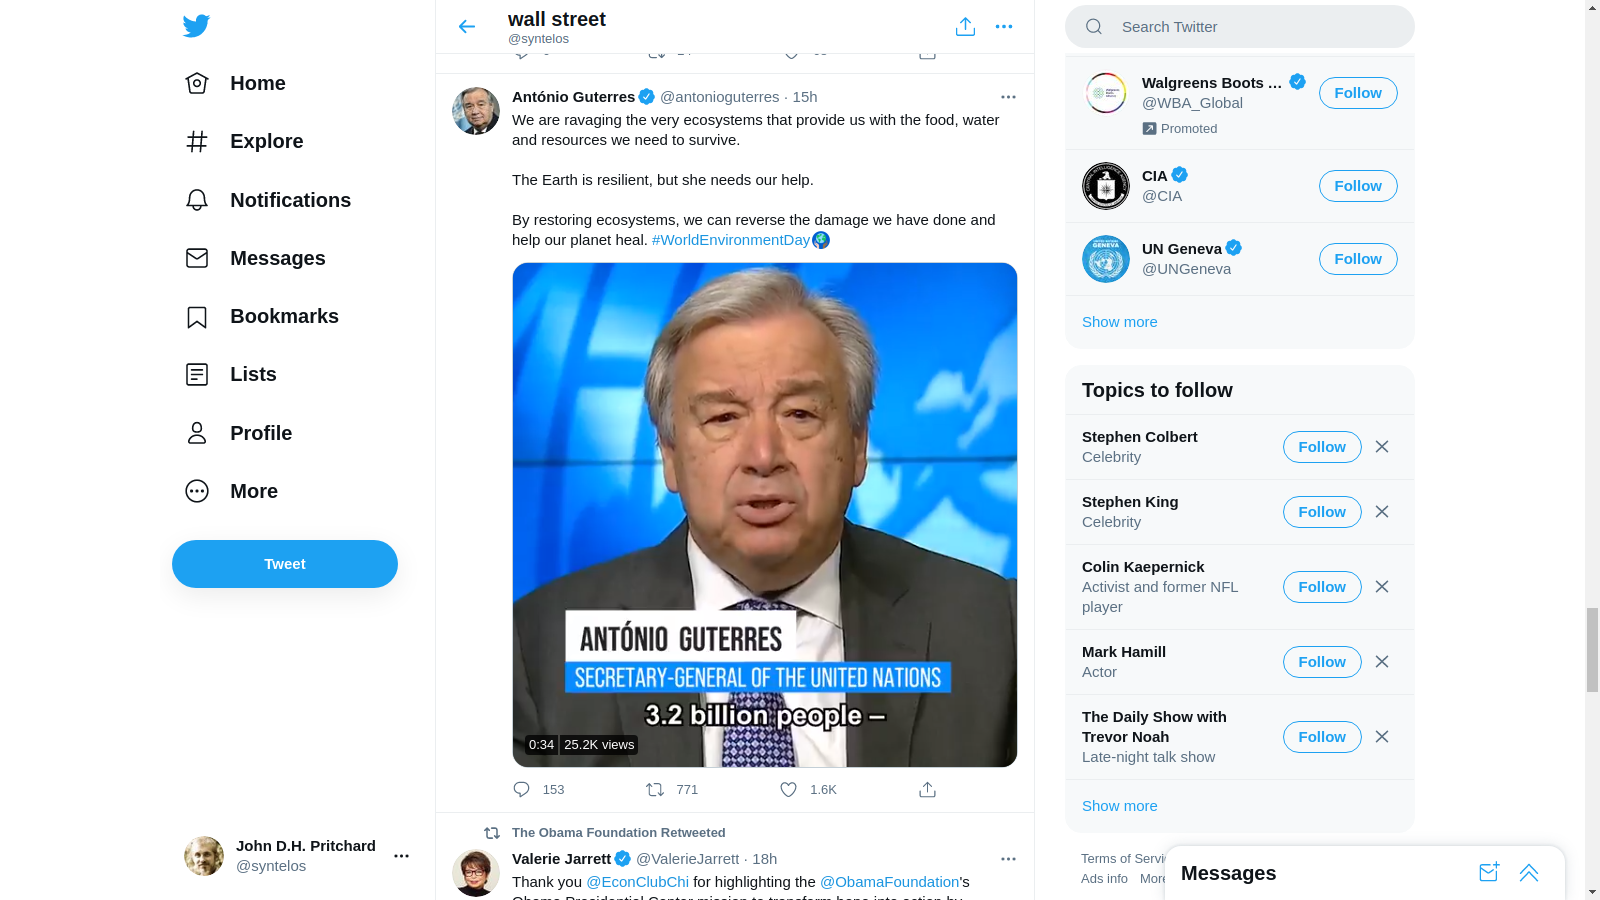 Home
Explore
Notifications
Messages
Bookmarks
Lists
Profile
More
Tweet
John D.H. Pritchard
@syntelos
wall street
@syntelos
António Guterres @antonioguterres · 15h
We are ravaging the very ecosystems that provide us with the food, water
and resources we need to survive.
The Earth is resilient, but she needs our help.
By restoring ecosystems, we can reverse the damage we have done and
help our planet heal. #WorldEnvironmentDay
ANTÓNIO GUTERRES
SECRETARY-GENERAL OF THE UNITED NATIONS
3.2 billion people –
0:34 25.2K views
153 771 1.6K
The Obama Foundation Retweeted
Valerie Jarrett @ValerieJarrett · 18h
Thank you @EconClubChi for highlighting the @ObamaFoundation's
Search Twitter
Walgreens Boots ...
@WBA_Global
Follow
Promoted
CIA
@CIA
Follow
UN Geneva
@UNGeneva
Follow
Show more
Topics to follow
Stephen Colbert
Celebrity
Follow
Stephen King
Celebrity
Follow
Colin Kaepernick
Activist and former NFL
player
Follow
Mark Hamill
Actor
Follow
The Daily Show with
Trevor Noah
Late-night talk show
Follow
Show more
Terms of Servi
Ads info More
Messages